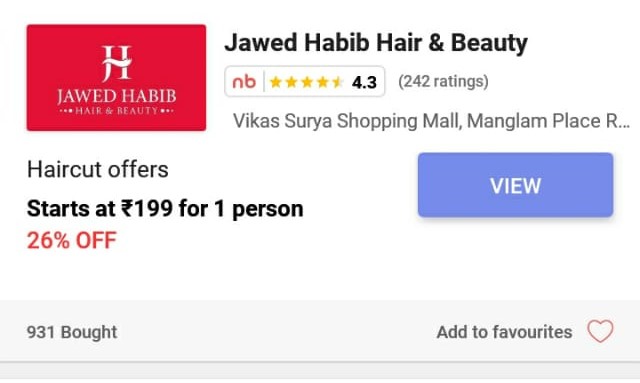 JAWED HABIB
HAIR & BEAUTY
Jawed Habib Hair & Beauty
nb 4.3 (242 ratings)
Vikas Surya Shopping Mall, Manglam Place R...
Haircut offers
Starts at ₹199 for 1 person
26% OFF
VIEW
931 Bought
Add to favourites